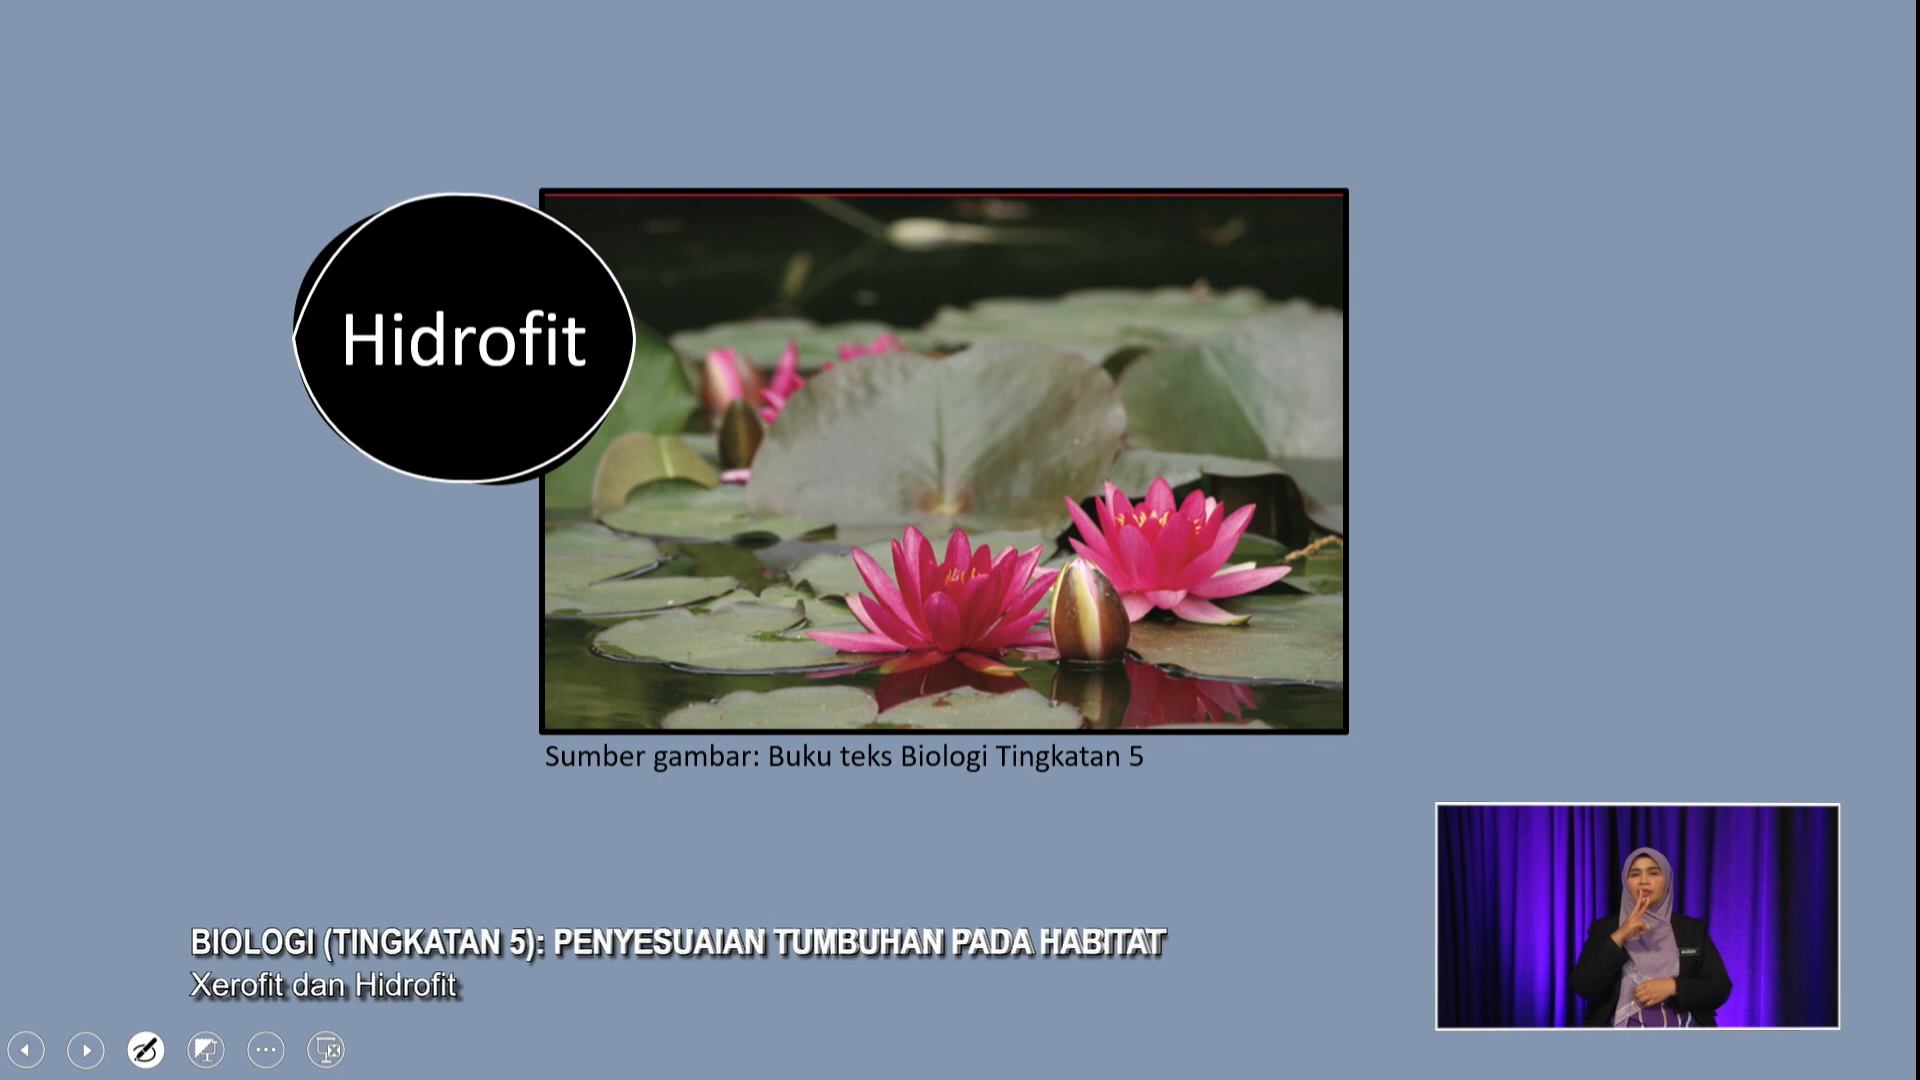 Hidrofit
Sumber gambar: Buku teks Biologi Tingkatan 5
BIOLOGI (TINGKATAN 5): PENYESUAIAN TUMBUHAN PADA HABITAT
Xerofit dan Hidrofit